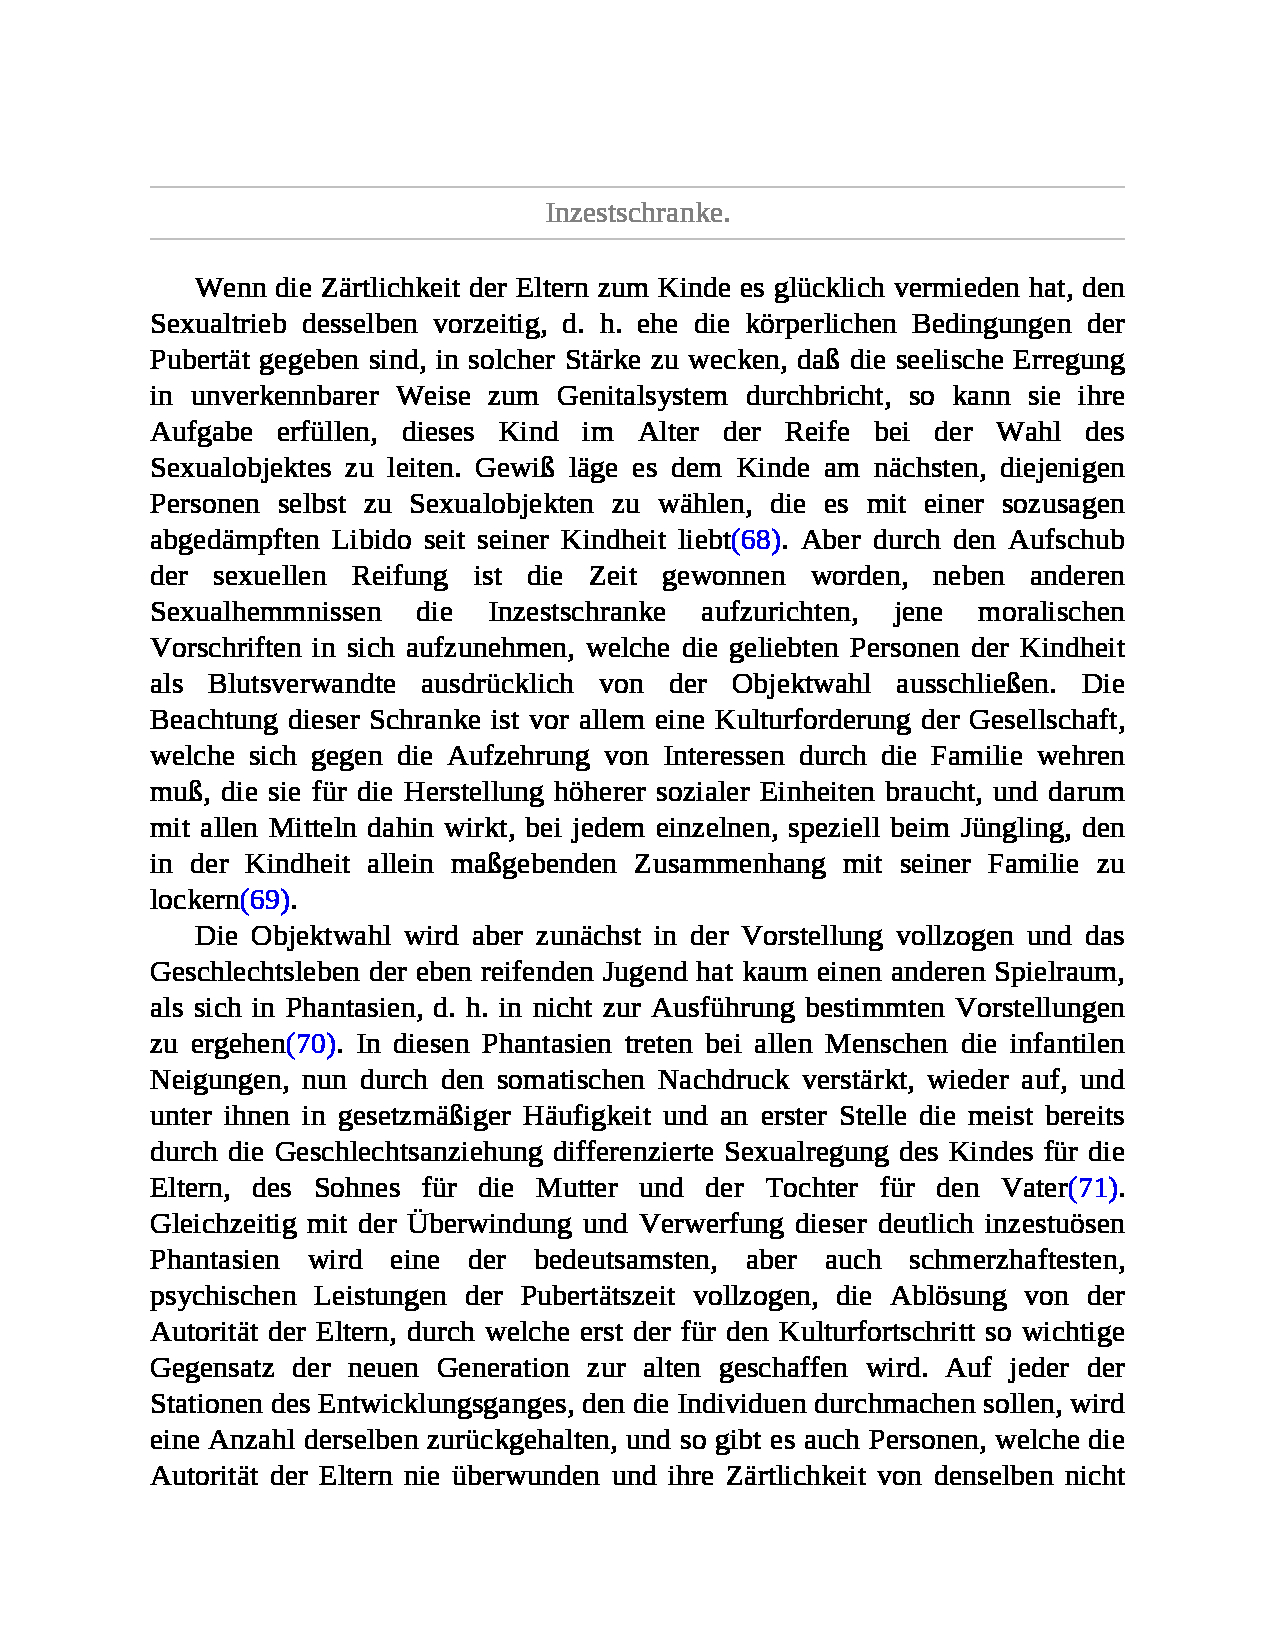 Inzestschranke.
Wenn die Zärtlichkeit der Eltern zum Kinde es glücklich vermieden hat, den
Sexualtrieb desselben vorzeitig, d. h. ehe die körperlichen Bedingungen der
Pubertät gegeben sind, in solcher Stärke zu wecken, daß die seelische Erregung
in unverkennbarer Weise zum Genitalsystem durchbricht, so kann sie ihre
Aufgabe erfüllen, dieses Kind im Alter der Reife bei der Wahl des
Sexualobjektes zu leiten. Gewiß läge es dem Kinde am nächsten, diejenigen
Personen selbst zu Sexualobjekten zu wählen, die es mit einer sozusagen
abgedämpften Libido seit seiner Kindheit liebt(68). Aber durch den Aufschub
der sexuellen Reifung ist die Zeit gewonnen worden, neben anderen
Sexualhemmnissen die Inzestschranke aufzurichten, jene moralischen
Vorschriften in sich aufzunehmen, welche die geliebten Personen der Kindheit
als Blutsverwandte ausdrücklich von der Objektwahl ausschließen. Die
Beachtung dieser Schranke ist vor allem eine Kulturforderung der Gesellschaft,
welche sich gegen die Aufzehrung von Interessen durch die Familie wehren
muß, die sie für die Herstellung höherer sozialer Einheiten braucht, und darum
mit allen Mitteln dahin wirkt, bei jedem einzelnen, speziell beim Jüngling, den
in der Kindheit allein maßgebenden Zusammenhang mit seiner Familie zu
lockern(69).
Die Objektwahl wird aber zunächst in der Vorstellung vollzogen und das
Geschlechtsleben der eben reifenden Jugend hat kaum einen anderen Spielraum,
als sich in Phantasien, d. h. in nicht zur Ausführung bestimmten Vorstellungen
zu ergehen(70). In diesen Phantasien treten bei allen Menschen die infantilen
Neigungen, nun durch den somatischen Nachdruck verstärkt, wieder auf, und
unter ihnen in gesetzmäßiger Häufigkeit und an erster Stelle die meist bereits
durch die Geschlechtsanziehung differenzierte Sexualregung des Kindes für die
Eltern, des Sohnes für die Mutter und der Tochter für den Vater(71).
Gleichzeitig mit der Überwindung und Verwerfung dieser deutlich inzestuösen
Phantasien wird eine der bedeutsamsten, aber auch schmerzhaftesten,
psychischen Leistungen der Pubertätszeit vollzogen, die Ablösung von der
Autorität der Eltern, durch welche erst der für den Kulturfortschritt so wichtige
Gegensatz der neuen Generation zur alten geschaffen wird. Auf jeder der
Stationen des Entwicklungsganges, den die Individuen durchmachen sollen, wird
eine Anzahl derselben zurückgehalten, und so gibt es auch Personen, welche die
Autorität der Eltern nie überwunden und ihre Zärtlichkeit von denselben nicht